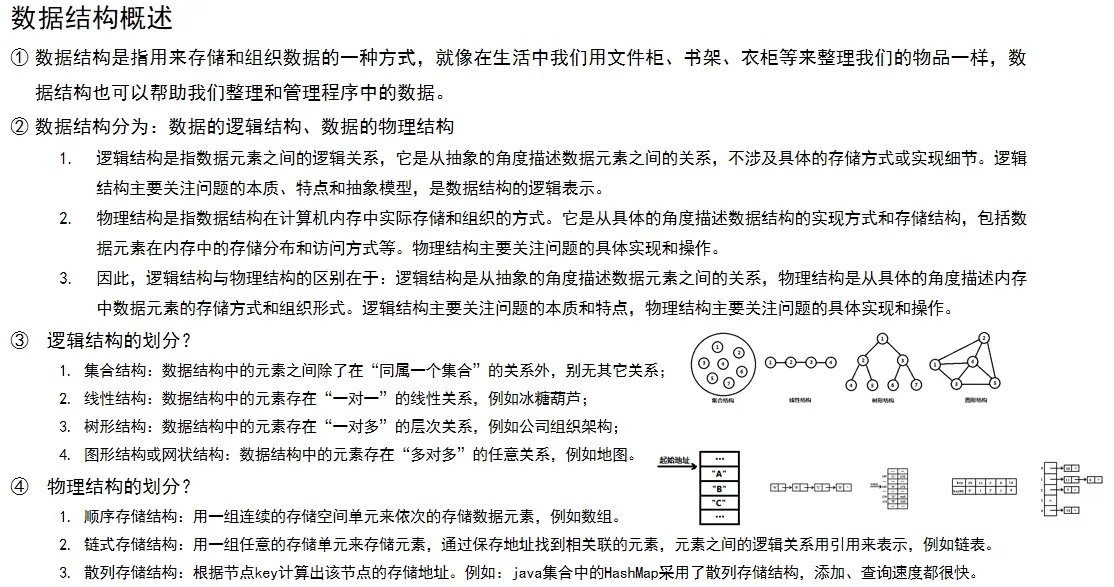 数据结构概述
① 数据结构是指用来存储和组织数据的一种方式，就像在生活中我们用文件柜、书架、衣柜等来整理我们的物品一样，数
据结构也可以帮助我们整理和管理程序中的数据。
② 数据结构分为：数据的逻辑结构、数据的物理结构
1. 逻辑结构是指数据元素之间的逻辑关系，它是从抽象的角度描述数据元素之间的关系，不涉及具体的存储方式或实现细节。逻辑
结构主要关注问题的本质、特点和抽象模型，是数据结构的逻辑表示。
2. 物理结构是指数据结构在计算机内存中实际存储和组织的方式。它是从具体的角度描述数据结构的实现方式和存储结构，包括数
据元素在内存中的存储分布和访问方式等。物理结构主要关注问题的具体实现和操作。
3. 因此，逻辑结构与物理结构的区别在于：逻辑结构是从抽象的角度描述数据元素之间的关系，物理结构是从具体的角度描述内存
中数据元素的存储方式和组织形式。逻辑结构主要关注问题的本质和特点，物理结构主要关注问题的具体实现和操作。
③ 逻辑结构的划分？
1. 集合结构：数据结构中的元素之间除了在“同属一个集合”的关系外，别无其它关系；
2. 线性结构：数据结构中的元素存在“一对一”的线性关系，例如冰糖葫芦；
3. 树形结构：数据结构中的元素存在“一对多”的层次关系，例如公司组织架构；
4. 图形结构或网状结构：数据结构中的元素存在“多对多”的任意关系，例如地图。
集合结构 线性结构 树形结构 图形结构
④ 物理结构的划分？
起始地址
...
"A"
"B"
"C"
...
1. 顺序存储结构：用一组连续的存储空间单元来依次的存储数据元素，例如数组。
2. 链式存储结构：用一组任意的存储单元来存储元素，通过保存地址找到相关联的元素，元素之间的逻辑关系用引用来表示，例如链表。
3. 散列存储结构：根据节点key计算出该节点的存储地址。例如：java集合中的HashMap采用了散列存储结构，添加、查询速度都很快。